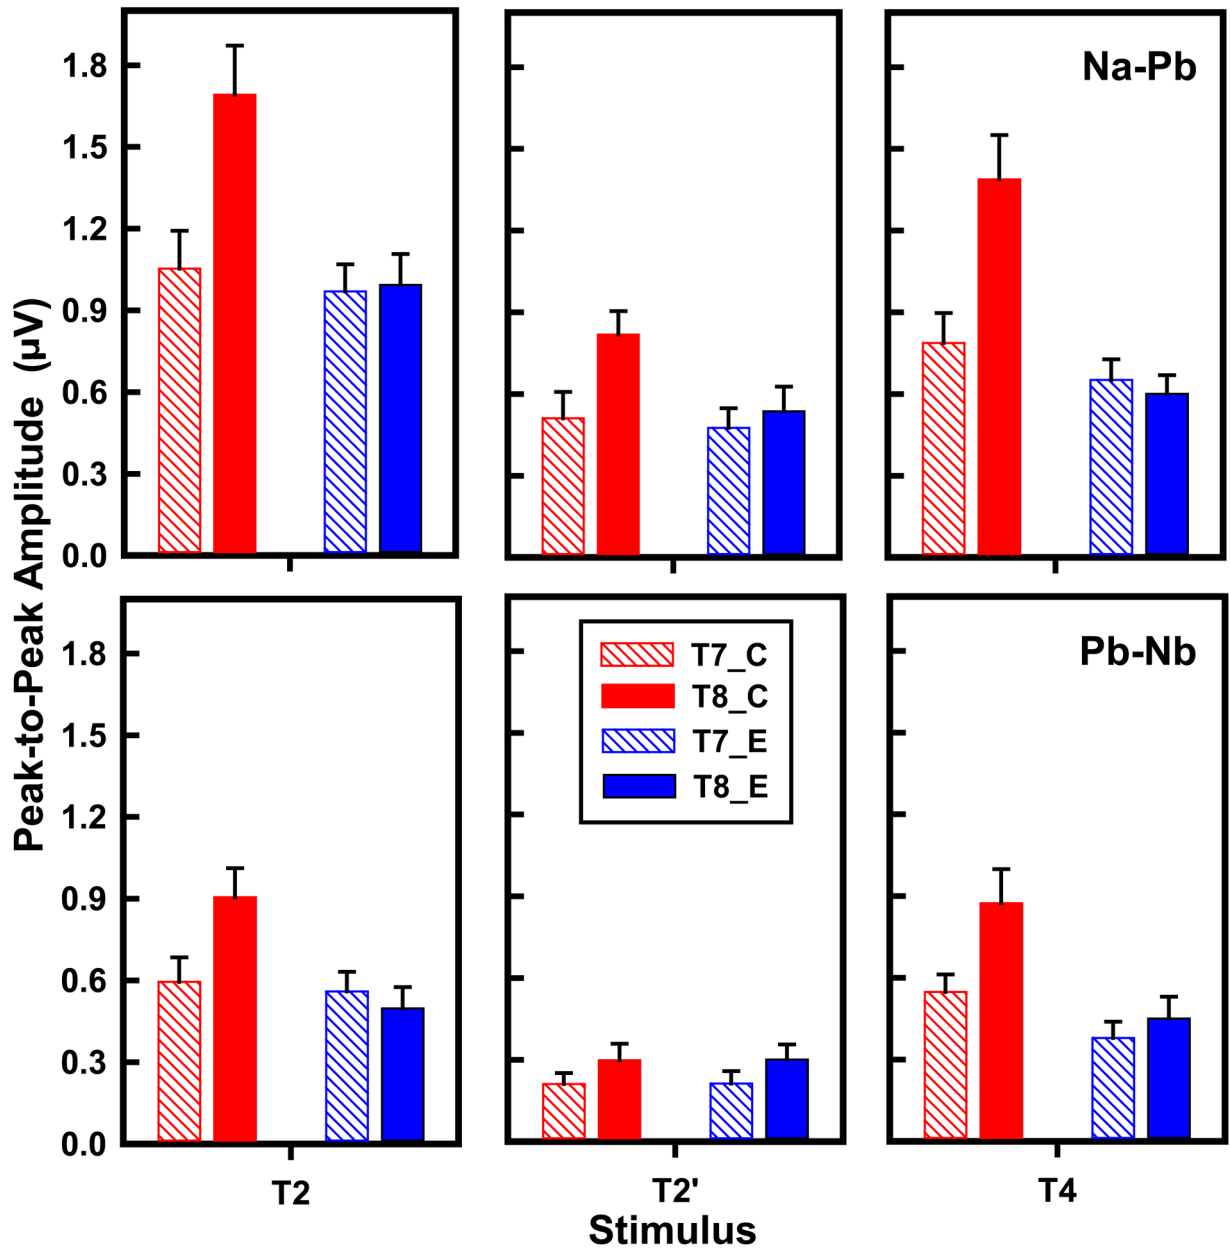 Peak-to-Peak Amplitude (µV)
1.8
1.5
1.2
0.9
0.6
0.3
0.0
Na-Pb
1.8
1.5
1.2
0.9
0.6
0.3
0.0
T7_C
T8_C
T7_E
T8_E
Pb-Nb
T2
T2'
T4
Stimulus